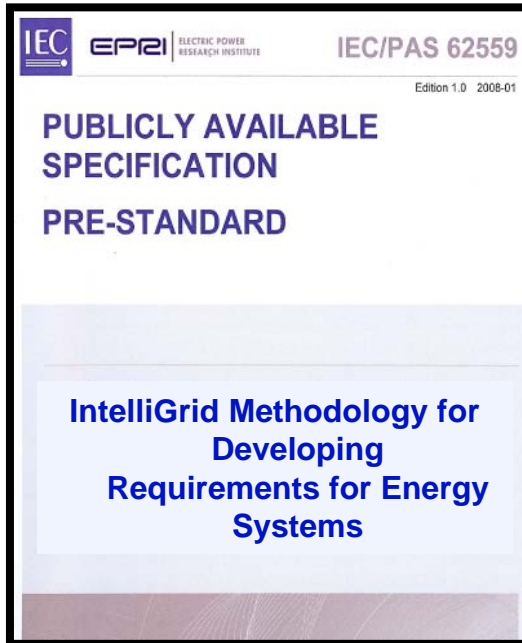 IEC
EPRI
ELECTRIC POWER
RESEARCH INSTITUTE
IEC/PAS 62559
Edition 1.0 2008-01
PUBLICLY AVAILABLE
SPECIFICATION
PRE-STANDARD
IntelliGrid Methodology for
Developing
Requirements for Energy
Systems